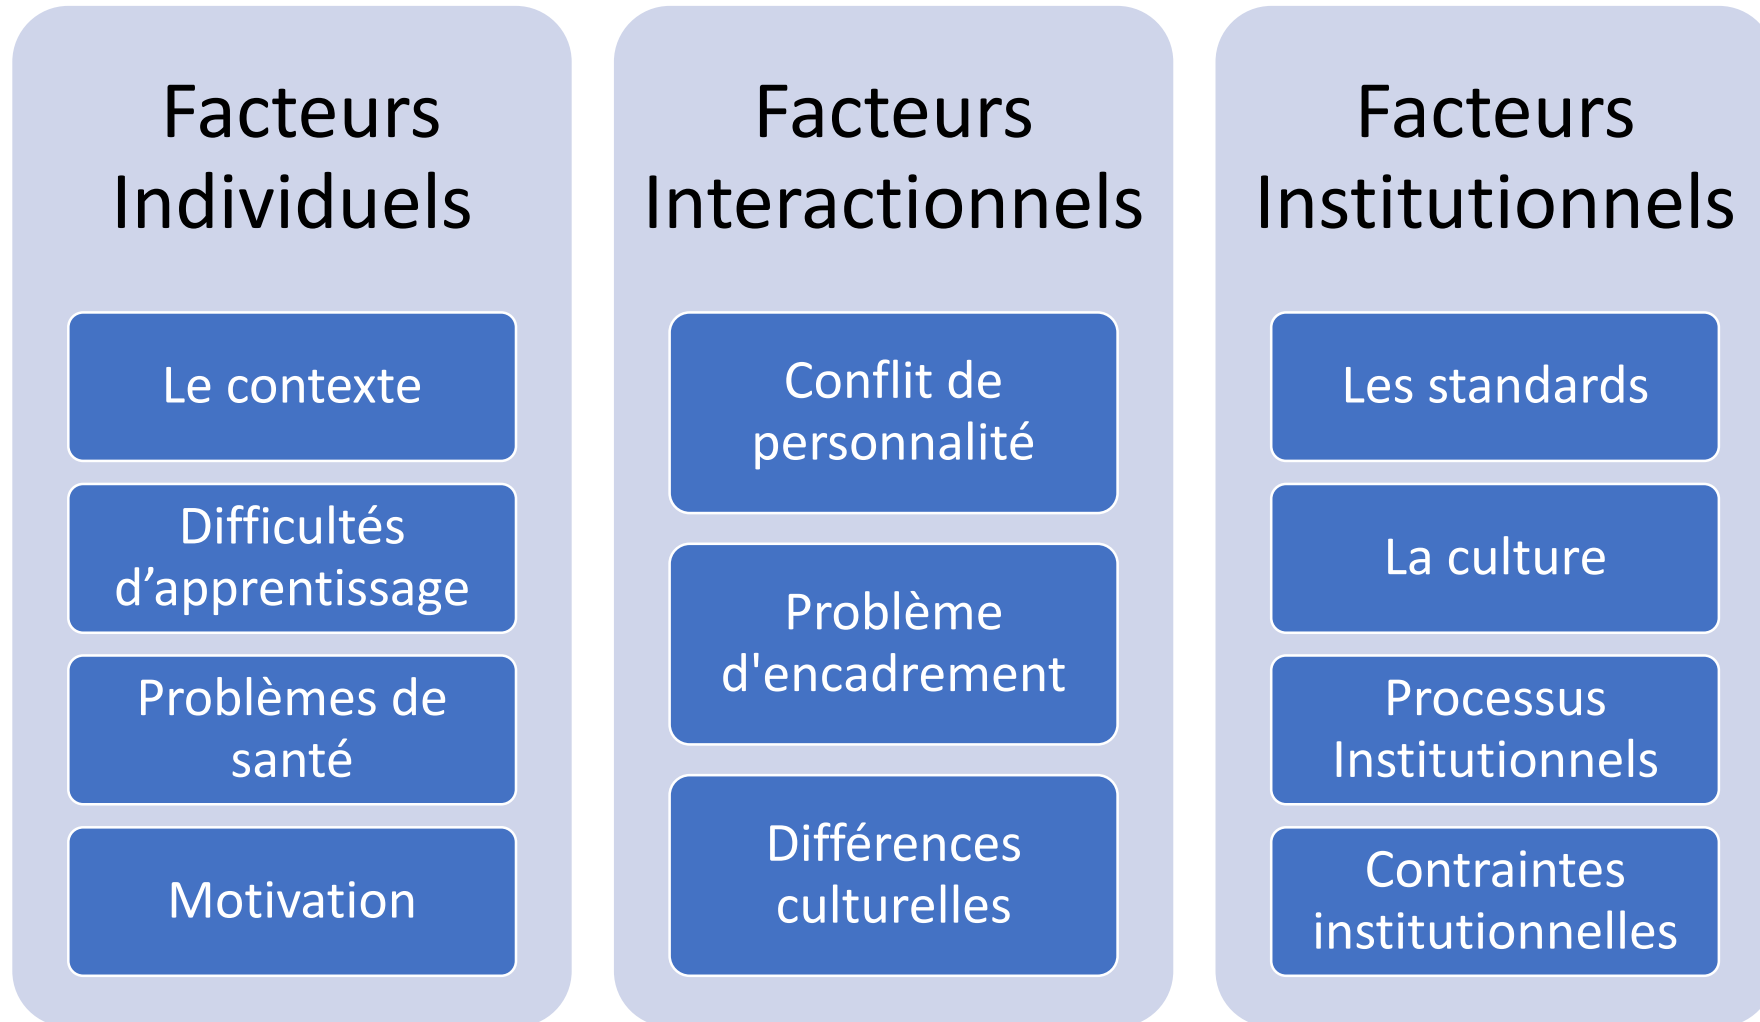 Facteurs
Individuels
Le contexte
Difficultés
d’apprentissage
Problèmes de
santé
Motivation
Facteurs
Interactionnels
Conflit de
personnalité
Problème
d'encadrement
Différences
culturelles
Facteurs
Institutionnels
Les standards
La culture
Processus
Institutionnels
Contraintes
institutionnelles